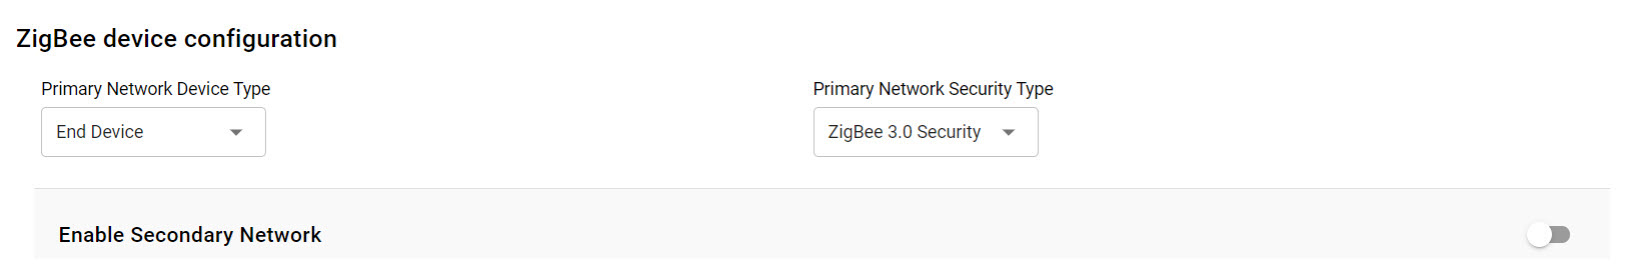 ZigBee device configuration
Primary Network Device Type
Primary Network Security Type
End Device
ZigBee 3.0 Security
Enable Secondary Network